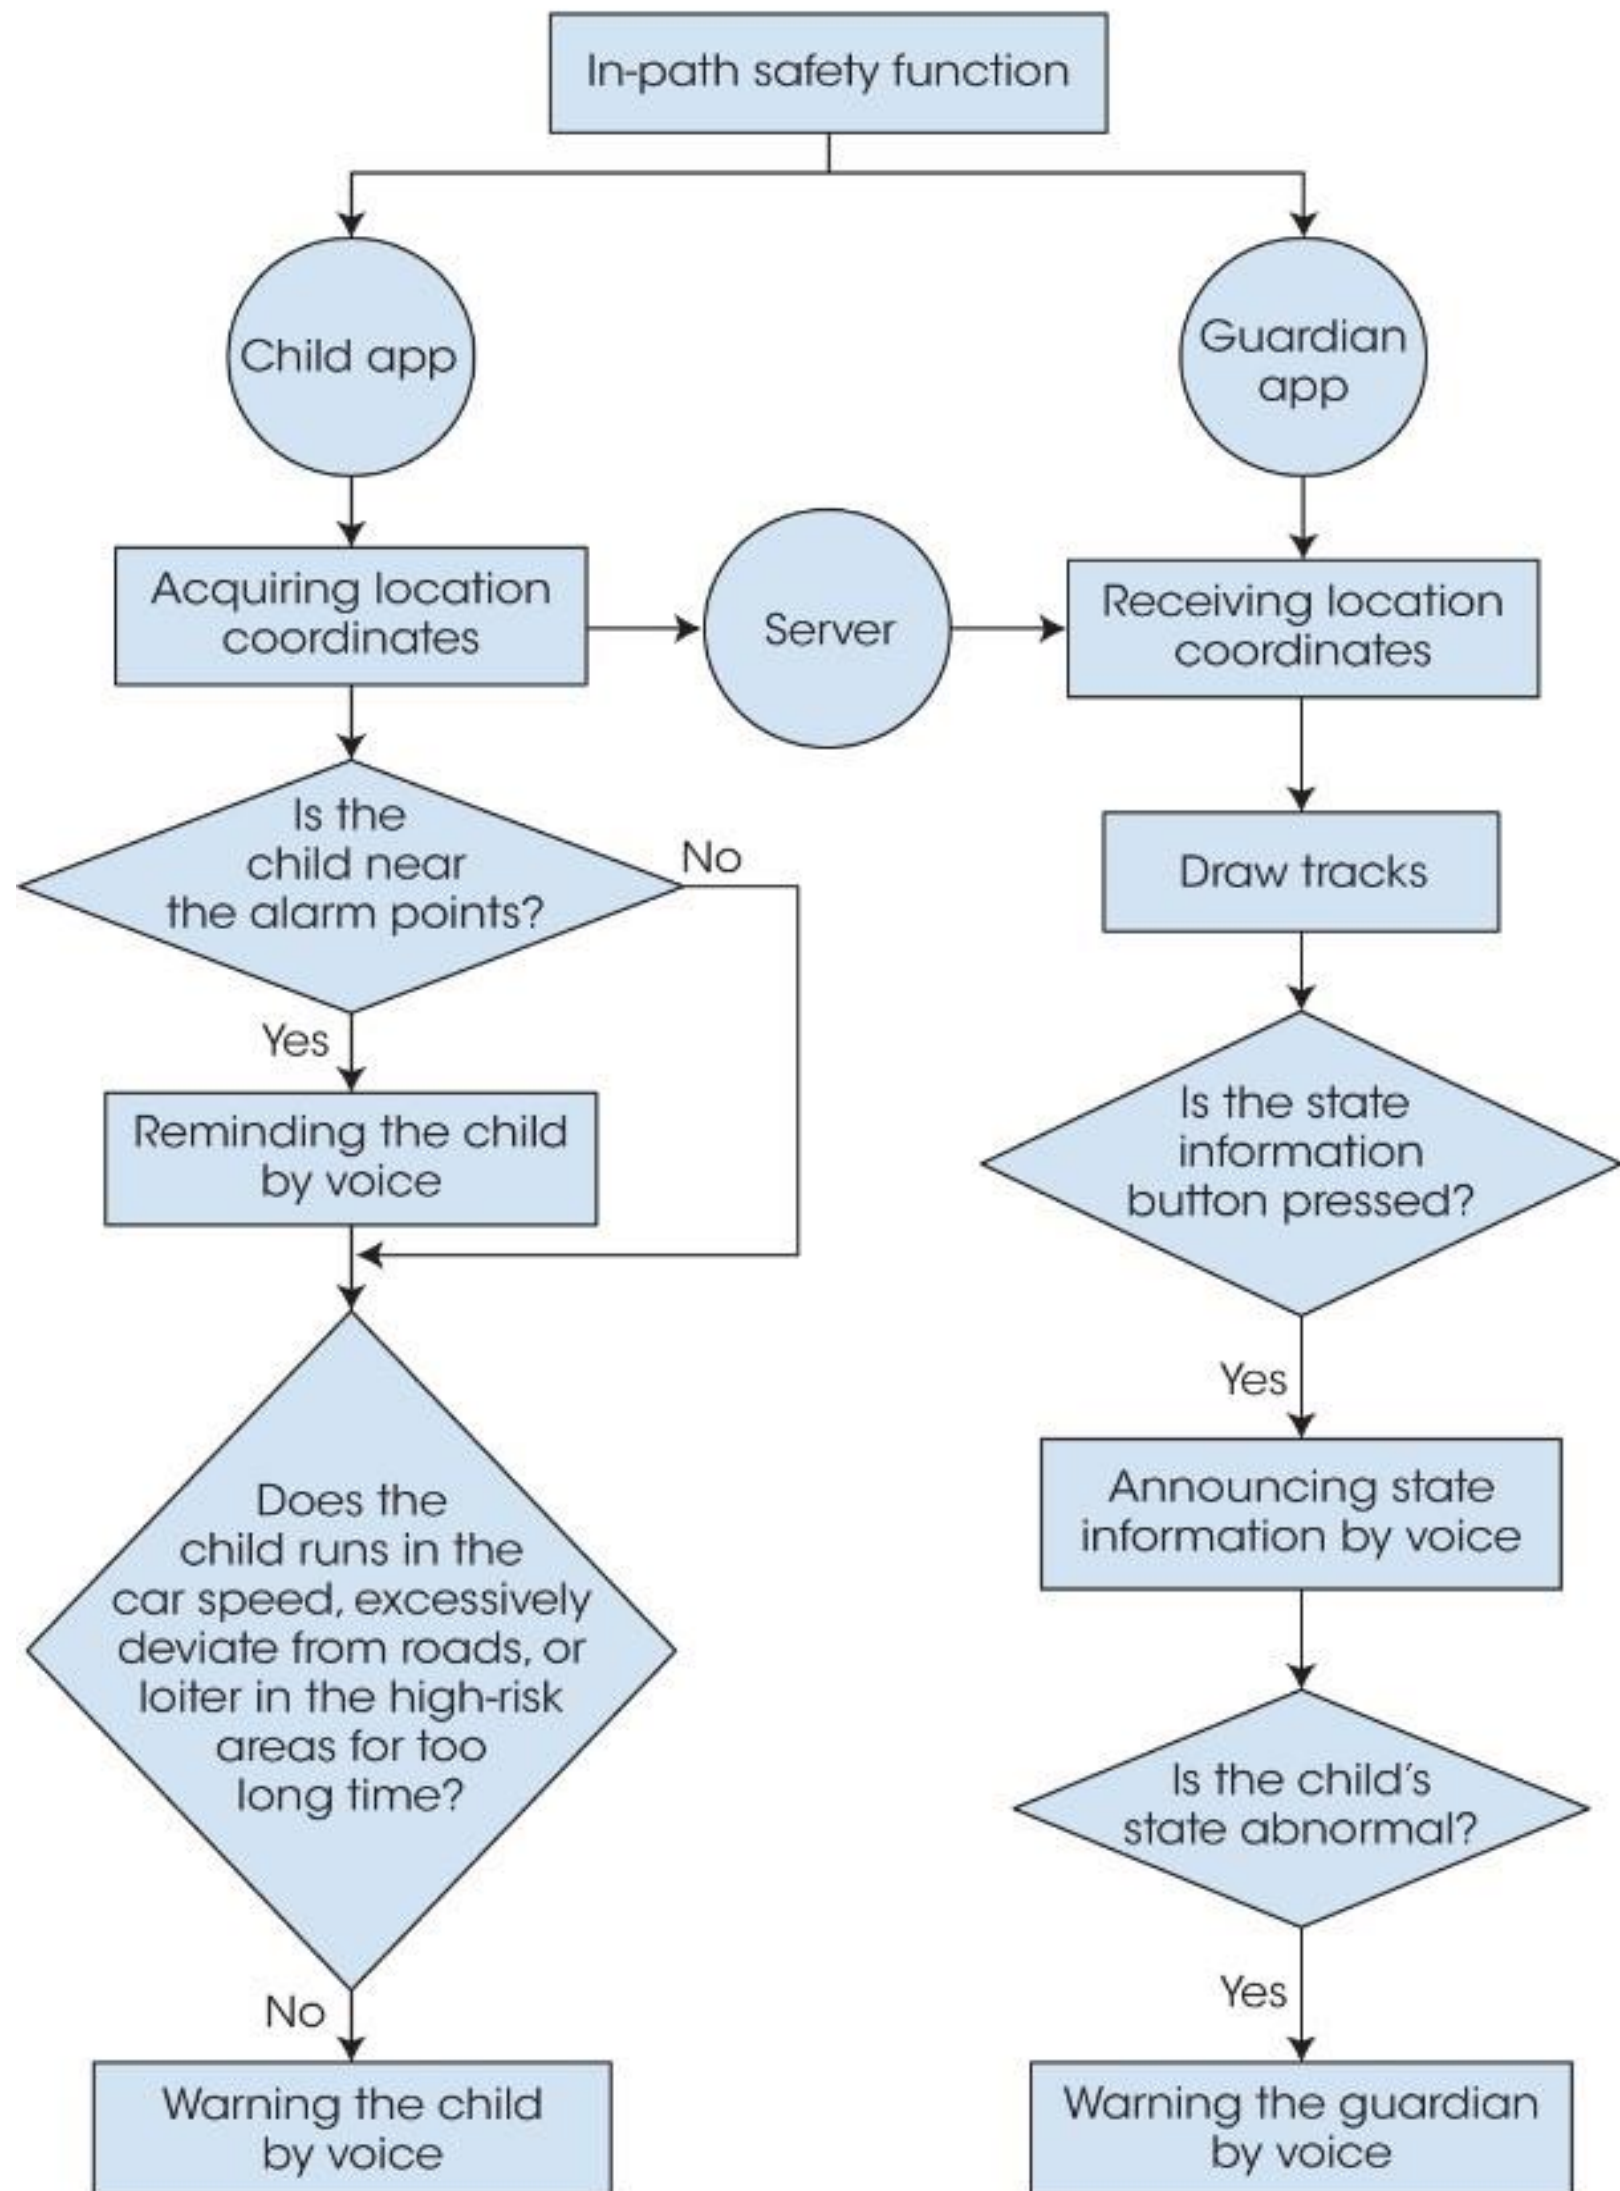 In-path safety function
Child app
Guardian
app
Acquiring location
coordinates
Server
Receiving location
coordinates
Is the
child near
the alarm points?
No
Draw tracks
Yes
Reminding the child
by voice
Is the state
information
button pressed?
Yes
Does the
child runs in the
car speed, excessively
deviate from roads, or
loiter in the high-risk
areas for too
long time?
Announcing state
information by voice
Is the child's
state abnormal?
No
Yes
Warning the child
by voice
Warning the guardian
by voice